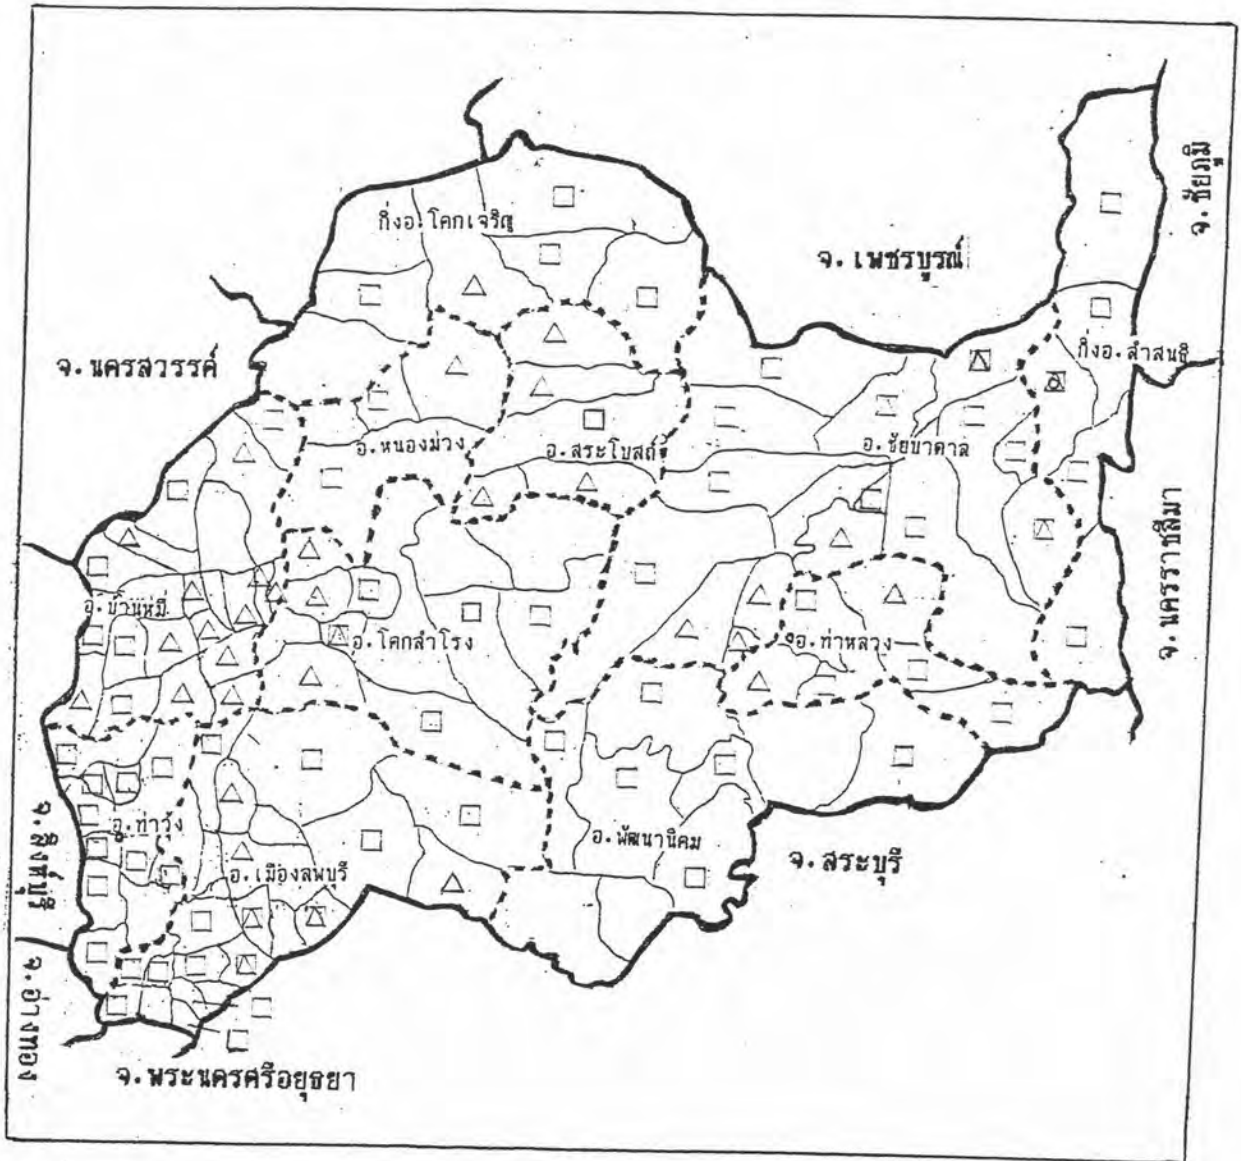 กิ่งอ.โคกเจริญ
จ.ชัยภูมิ
จ.เพชรบูรณ์
จ.นครสวรรค์
กิ่งอ.ลำสนธิ
อ.หนองม่วง
อ.สระโบสถ์
อ.ชัยบาดาล
จ.นครราชสีมา
อ.บ้านหมี่
อ.โคกสำโรง
อ.ท่าหลวง
จ.สิงห์บุรี
อ.ท่าวุ้ง
อ.พัฒนานิคม
จ.สระบุรี
อ.เมืองลพบุรี
จ.อ่างทอง
จ.พระนครศรีอยุธยา